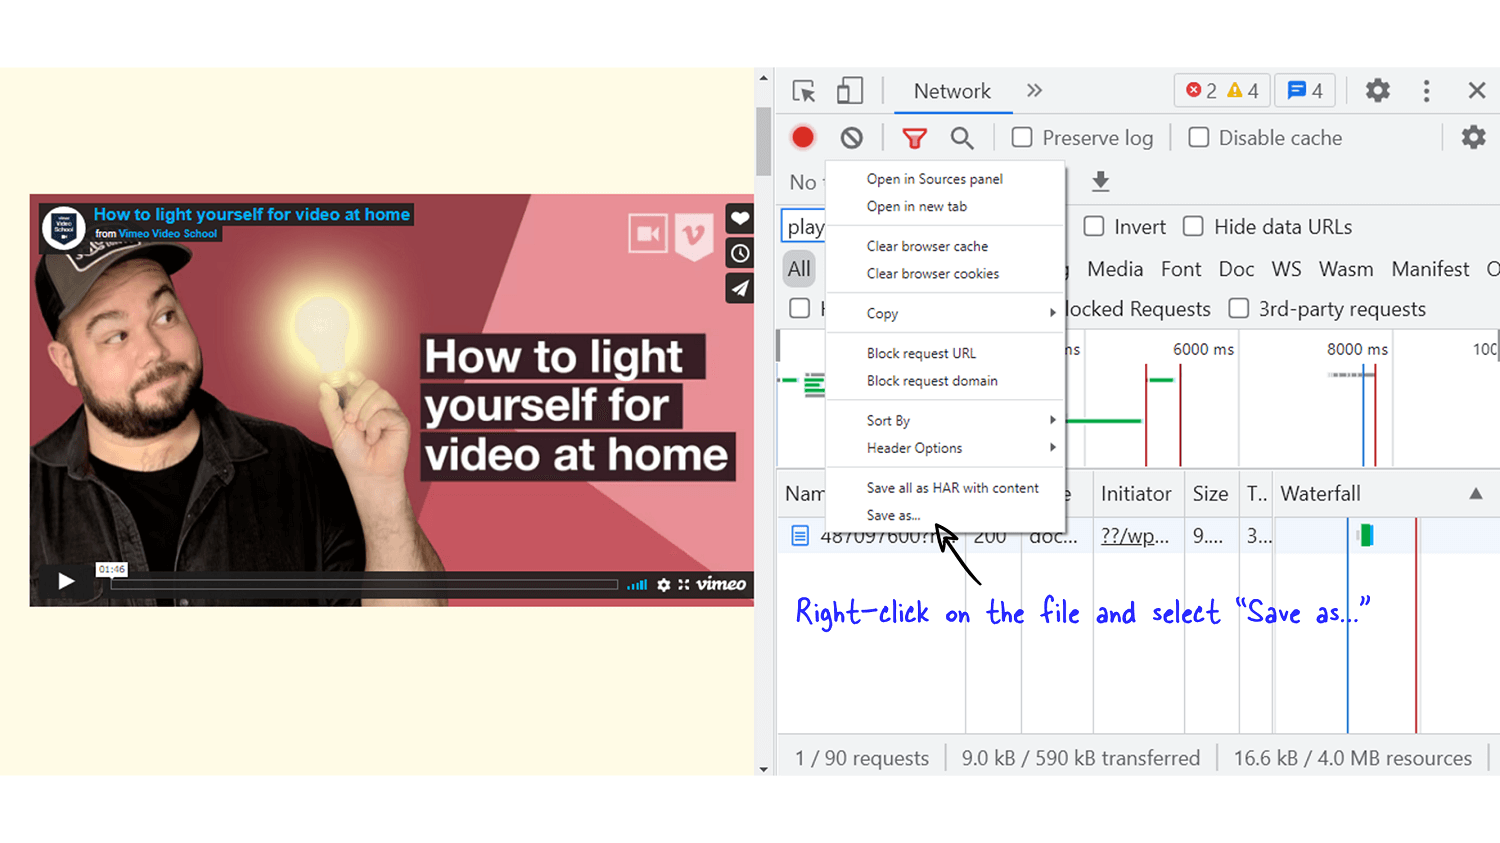 How to light yourself for video at home
from Vimeo Video School
vimeo
Video
School
How to light
yourself for
video at home
01:46
vimeo
Network
2
4
4
Preserve log
Disable cache
No
play
Invert
Hide data URLs
All
Media Font Doc WS Wasm Manifest
locked Requests
3rd-party requests
ms
6000 ms
8000 ms
Open in Sources panel
Open in new tab
Clear browser cache
Clear browser cookies
Copy
Block request URL
Block request domain
Sort By
Header Options
Save all as HAR with content
Save as...
Nam
Initiator
Size
T..
Waterfall
200
doc...
??/wp...
9....
3...
Right-click on the file and select “Save as...”
1 / 90 requests
9.0 kB / 590 kB transferred
16.6 kB / 4.0 MB resources